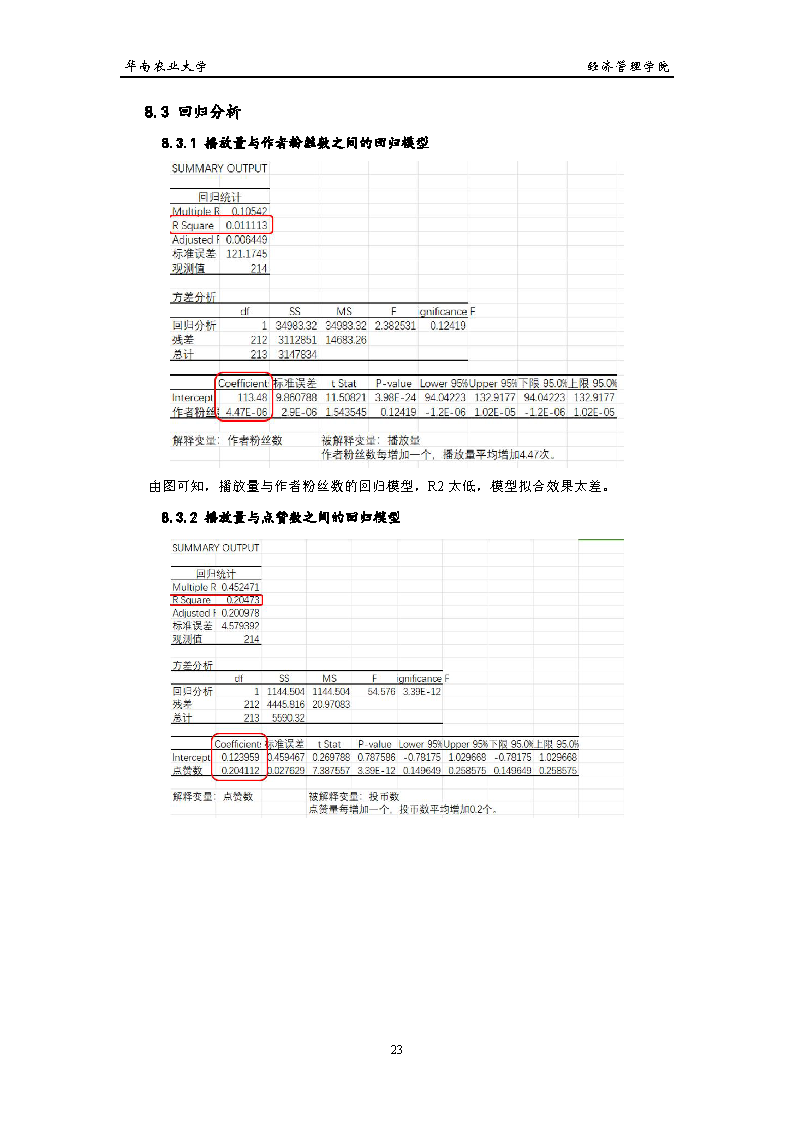 华南农业大学 经济管理学院
8.3 回归分析
8.3.1 播放量与作者粉丝数之间的回归模型
SUMMARY OUTPUT
回归统计
Multiple R 0.10542
R Square 0.011113
Adjusted F 0.006449
标准误差 121.1745
观测值 214
方差分析
df SS MS F ignificance F
回归分析 1 34983.32 34983.32 2.382531 0.12419
残差 212 3112851 14683.26
总计 213 3147834
Coefficients 标准误差 t Stat P-value Lower 95% Upper 95% 下限 95.0% 上限 95.0%
Intercept 113.48 9.860788 11.50821 3.98E-24 94.04223 132.9177 94.04223 132.9177
作者粉丝 4.47E-06 2.9E-06 1.543545 0.12419 -1.2E-06 1.02E-05 -1.2E-06 1.02E-05
解释变量：作者粉丝数 被解释变量：播放量
作者粉丝数每增加一个，播放量平均增加4.47次。
由图可知，播放量与作者粉丝数的回归模型，R2 太低，模型拟合效果太差。
8.3.2 播放量与点赞数之间的回归模型
SUMMARY OUTPUT
回归统计
Multiple R 0.452471
R Square 0.20473
Adjusted F 0.200978
标准误差 4.579392
观测值 214
方差分析
df SS MS F ignificance F
回归分析 1 1144.504 1144.504 54.576 3.39E-12
残差 212 4445.816 20.97083
总计 213 5590.32
Coefficients 标准误差 t Stat P-value Lower 95% Upper 95% 下限 95.0% 上限 95.0%
Intercept 0.123959 0.459467 0.269788 0.787586 -0.78175 1.029668 -0.78175 1.029668
点赞数 0.204112 0.027629 7.387557 3.39E-12 0.149649 0.258575 0.149649 0.258575
解释变量：点赞数 被解释变量：投币数
点赞量每增加一个，投币数平均增加0.2个。
23